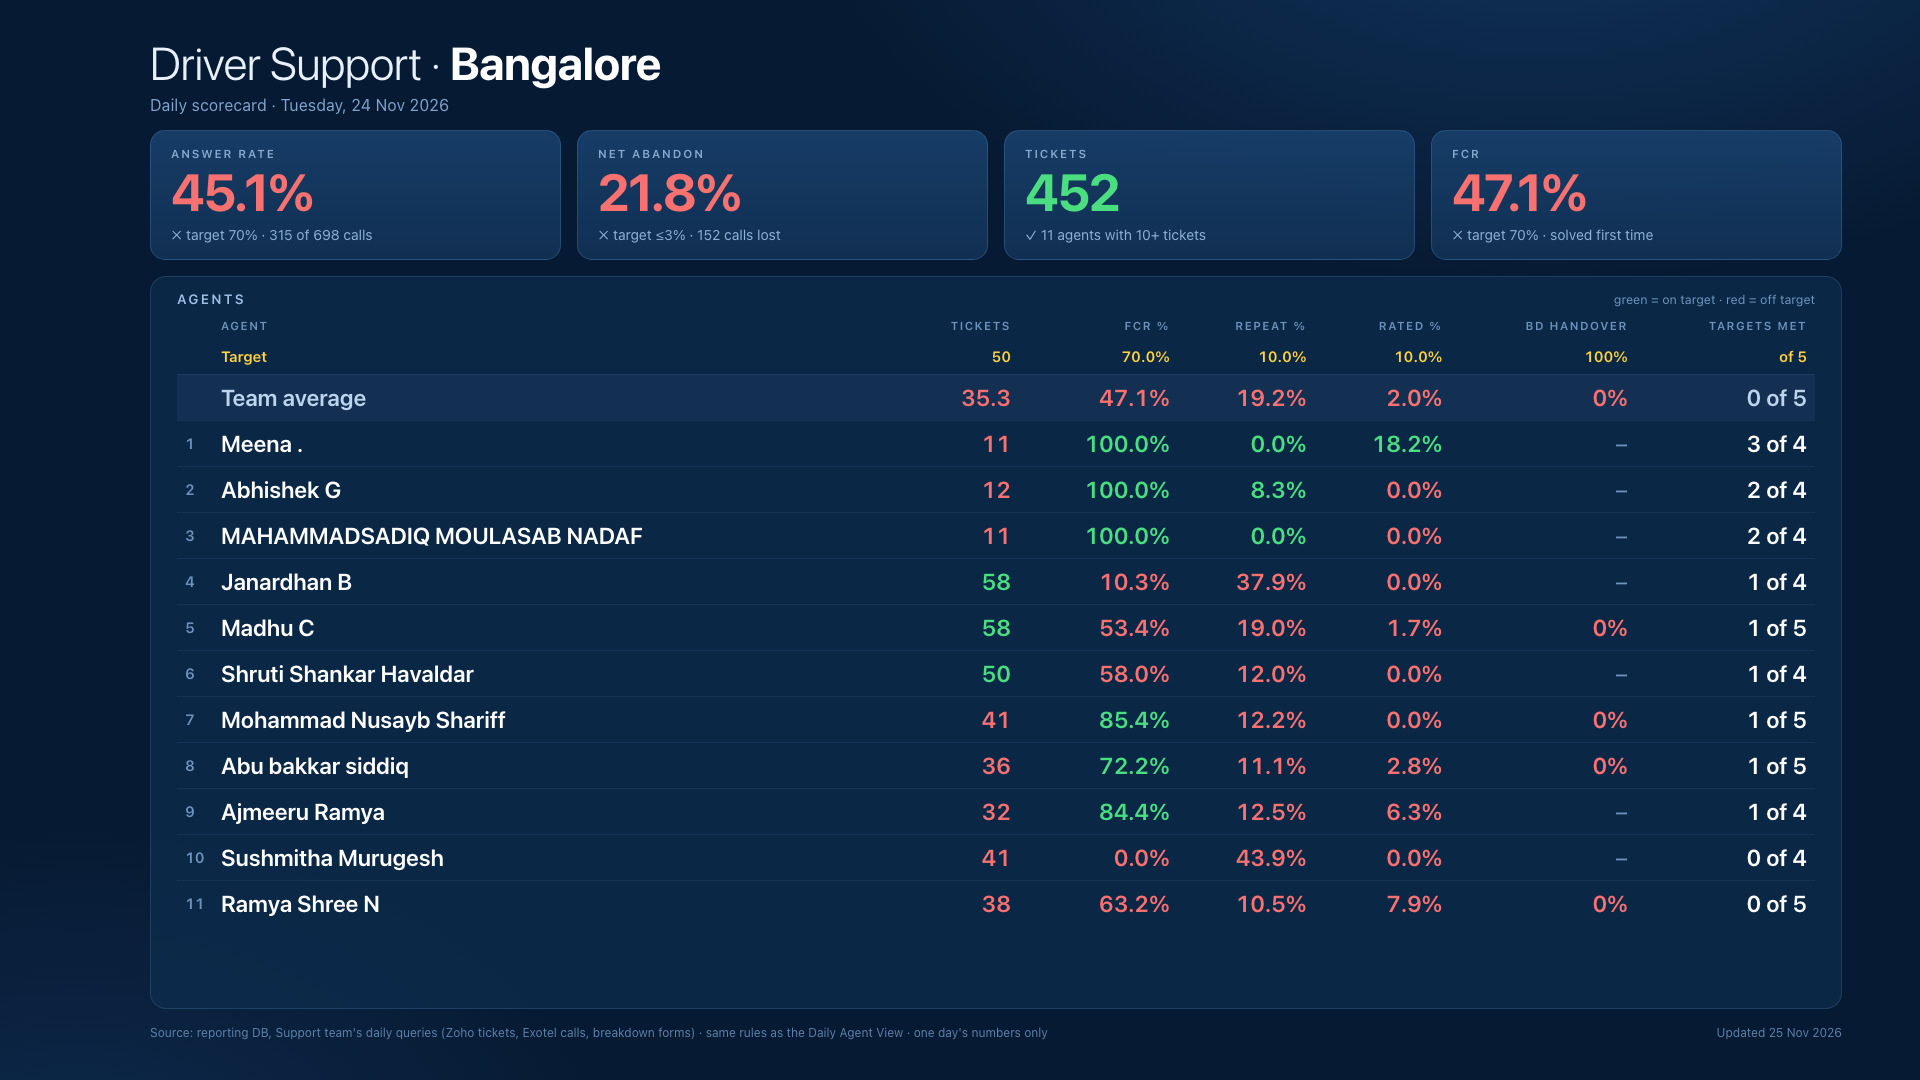 Driver Support · Bangalore
Daily scorecard · Tuesday, 24 Nov 2026
ANSWER RATE
45.1%
✕ target 70% · 315 of 698 calls
NET ABANDON
21.8%
✕ target ≤3% · 152 calls lost
TICKETS
452
✓ 11 agents with 10+ tickets
FCR
47.1%
✕ target 70% · solved first time
AGENTS green = on target · red = off target
AGENT TICKETS FCR % REPEAT % RATED % BD HANDOVER TARGETS MET
Target 50 70.0% 10.0% 10.0% 100% of 5
Team average 35.3 47.1% 19.2% 2.0% 0% 0 of 5
1 Meena . 11 100.0% 0.0% 18.2% – 3 of 4
2 Abhishek G 12 100.0% 8.3% 0.0% – 2 of 4
3 MAHAMMADSADIQ MOULASAB NADAF 11 100.0% 0.0% 0.0% – 2 of 4
4 Janardhan B 58 10.3% 37.9% 0.0% – 1 of 4
5 Madhu C 58 53.4% 19.0% 1.7% 0% 1 of 5
6 Shruti Shankar Havaldar 50 58.0% 12.0% 0.0% – 1 of 4
7 Mohammad Nusayb Shariff 41 85.4% 12.2% 0.0% 0% 1 of 5
8 Abu bakkar siddiq 36 72.2% 11.1% 2.8% 0% 1 of 5
9 Ajmeeru Ramya 32 84.4% 12.5% 6.3% – 1 of 4
10 Sushmitha Murugesh 41 0.0% 43.9% 0.0% – 0 of 4
11 Ramya Shree N 38 63.2% 10.5% 7.9% 0% 0 of 5
Source: reporting DB, Support team's daily queries (Zoho tickets, Exotel calls, breakdown forms) · same rules as the Daily Agent View · one day's numbers only
Updated 25 Nov 2026